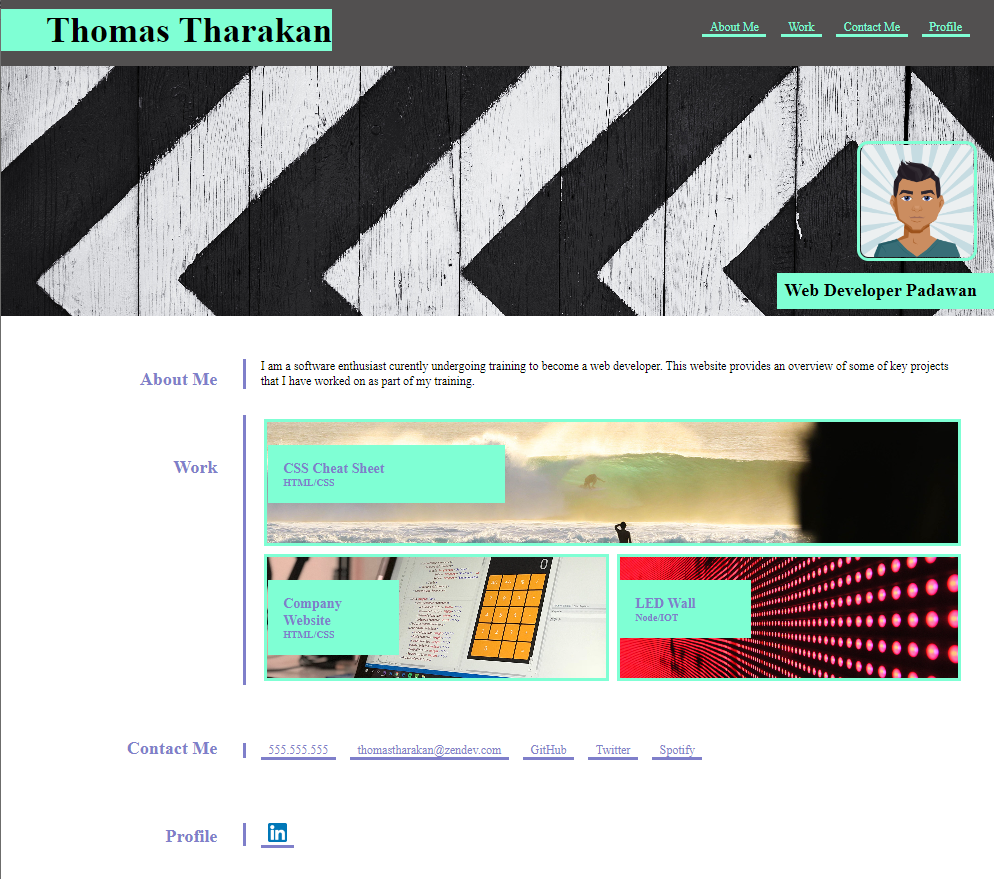 Thomas Tharakan
About Me Work Contact Me Profile
Web Developer Padawan
About Me
I am a software enthusiast curently undergoing training to become a web developer. This website provides an overview of some of key projects
that I have worked on as part of my training.
Work
CSS Cheat Sheet
HTML/CSS
Company
Website
HTML/CSS
0
LED Wall
Node/IOT
Contact Me
555.555.555 thomastharakan@zendev.com GitHub Twitter Spotify
Profile
in